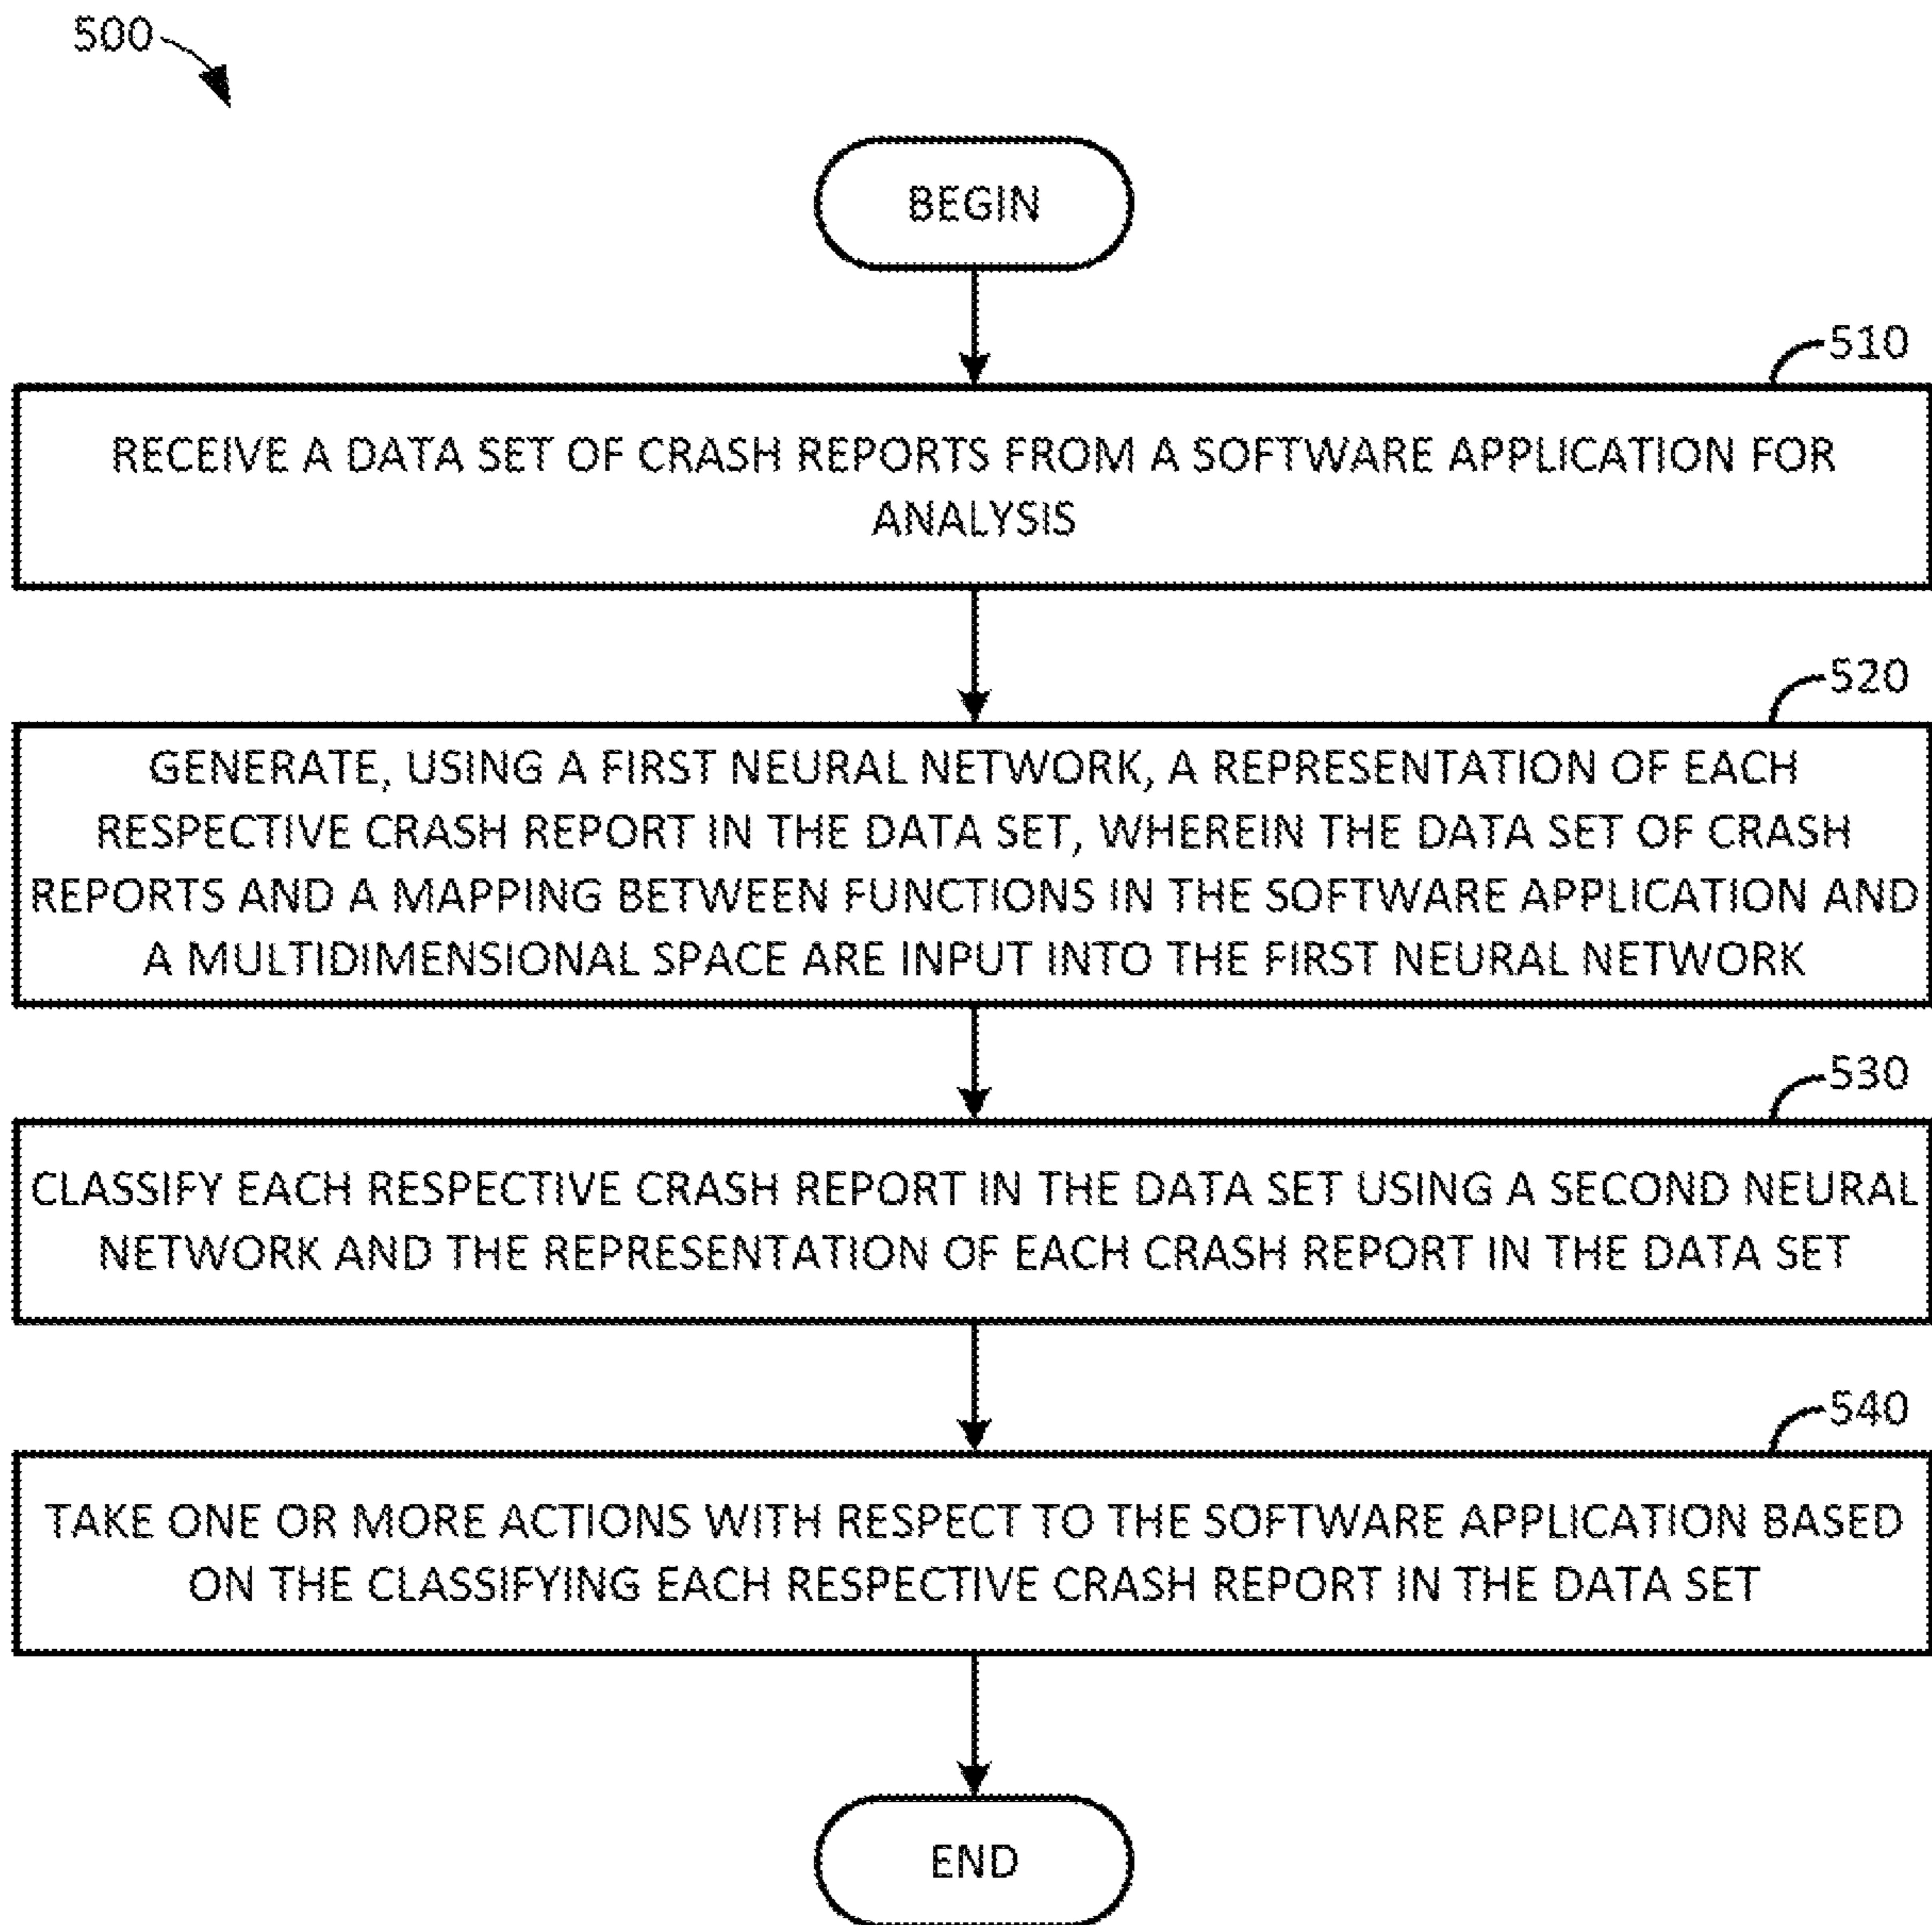 500
BEGIN
510
RECEIVE A DATA SET OF CRASH REPORTS FROM A SOFTWARE APPLICATION FOR
ANALYSIS
520
GENERATE, USING A FIRST NEURAL NETWORK, A REPRESENTATION OF EACH
RESPECTIVE CRASH REPORT IN THE DATA SET, WHEREIN THE DATA SET OF CRASH
REPORTS AND A MAPPING BETWEEN FUNCTIONS IN THE SOFTWARE APPLICATION AND
A MULTIDIMENSIONAL SPACE ARE INPUT INTO THE FIRST NEURAL NETWORK
530
CLASSIFY EACH RESPECTIVE CRASH REPORT IN THE DATA SET USING A SECOND NEURAL
NETWORK AND THE REPRESENTATION OF EACH CRASH REPORT IN THE DATA SET
540
TAKE ONE OR MORE ACTIONS WITH RESPECT TO THE SOFTWARE APPLICATION BASED
ON THE CLASSIFYING EACH RESPECTIVE CRASH REPORT IN THE DATA SET
END